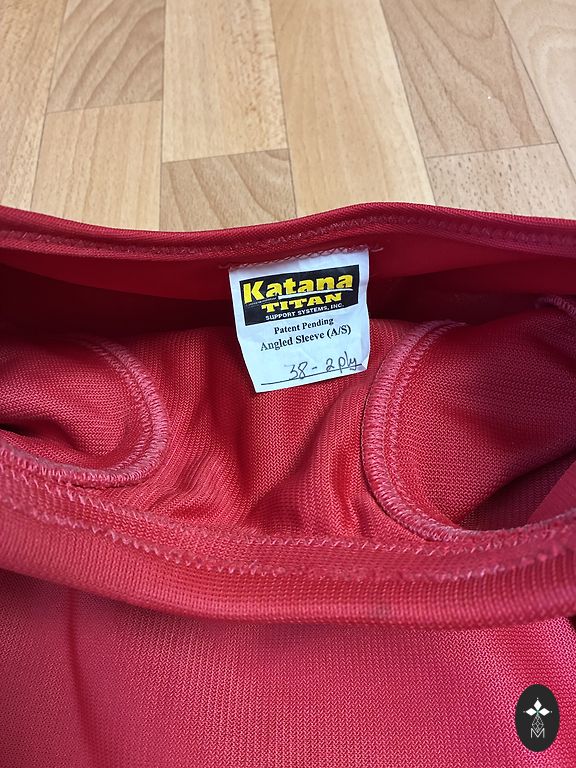 Katana
TITAN
SUPPORT SYSTEMS, INC.
Patent Pending
Angled Sleeve (A/S)
38 - 2 ply